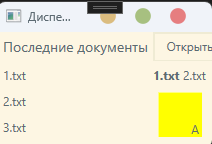 Диспе...
Последние документы Открыть
1.txt 1.txt 2.txt
2.txt
A
3.txt